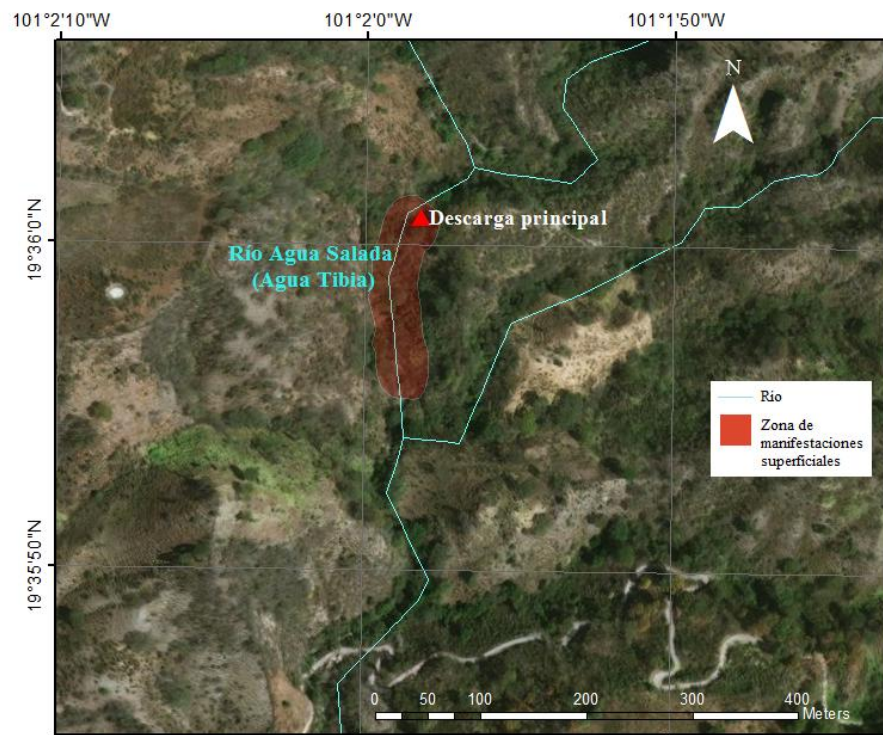 101°2'10"W
101°2'0"W
101°1'50"W
N
Descarga principal
19°36'0"N
Río Agua Salada
(Agua Tibia)
Río
Zona de
manifestaciones
superficiales
19°35'50"N
0 50 100 200 300 400
Meters